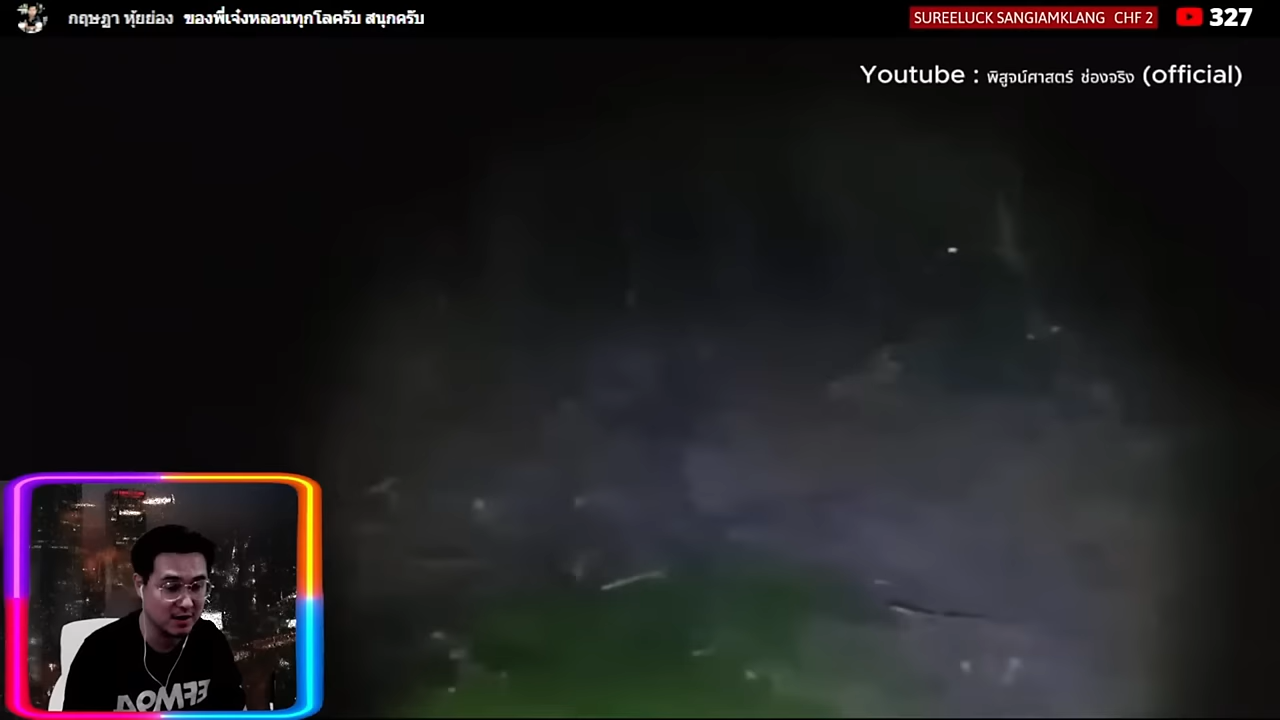 กฤษฎา ทุ้ยย่อง ของพี่เจ๋งหลอนทุกโลครับ สนุกครับ
SUREELUCK SANGIAMKLANG CHF 2
327
Youtube : พิสูจน์ศาสตร์ ช่องจริง (official)